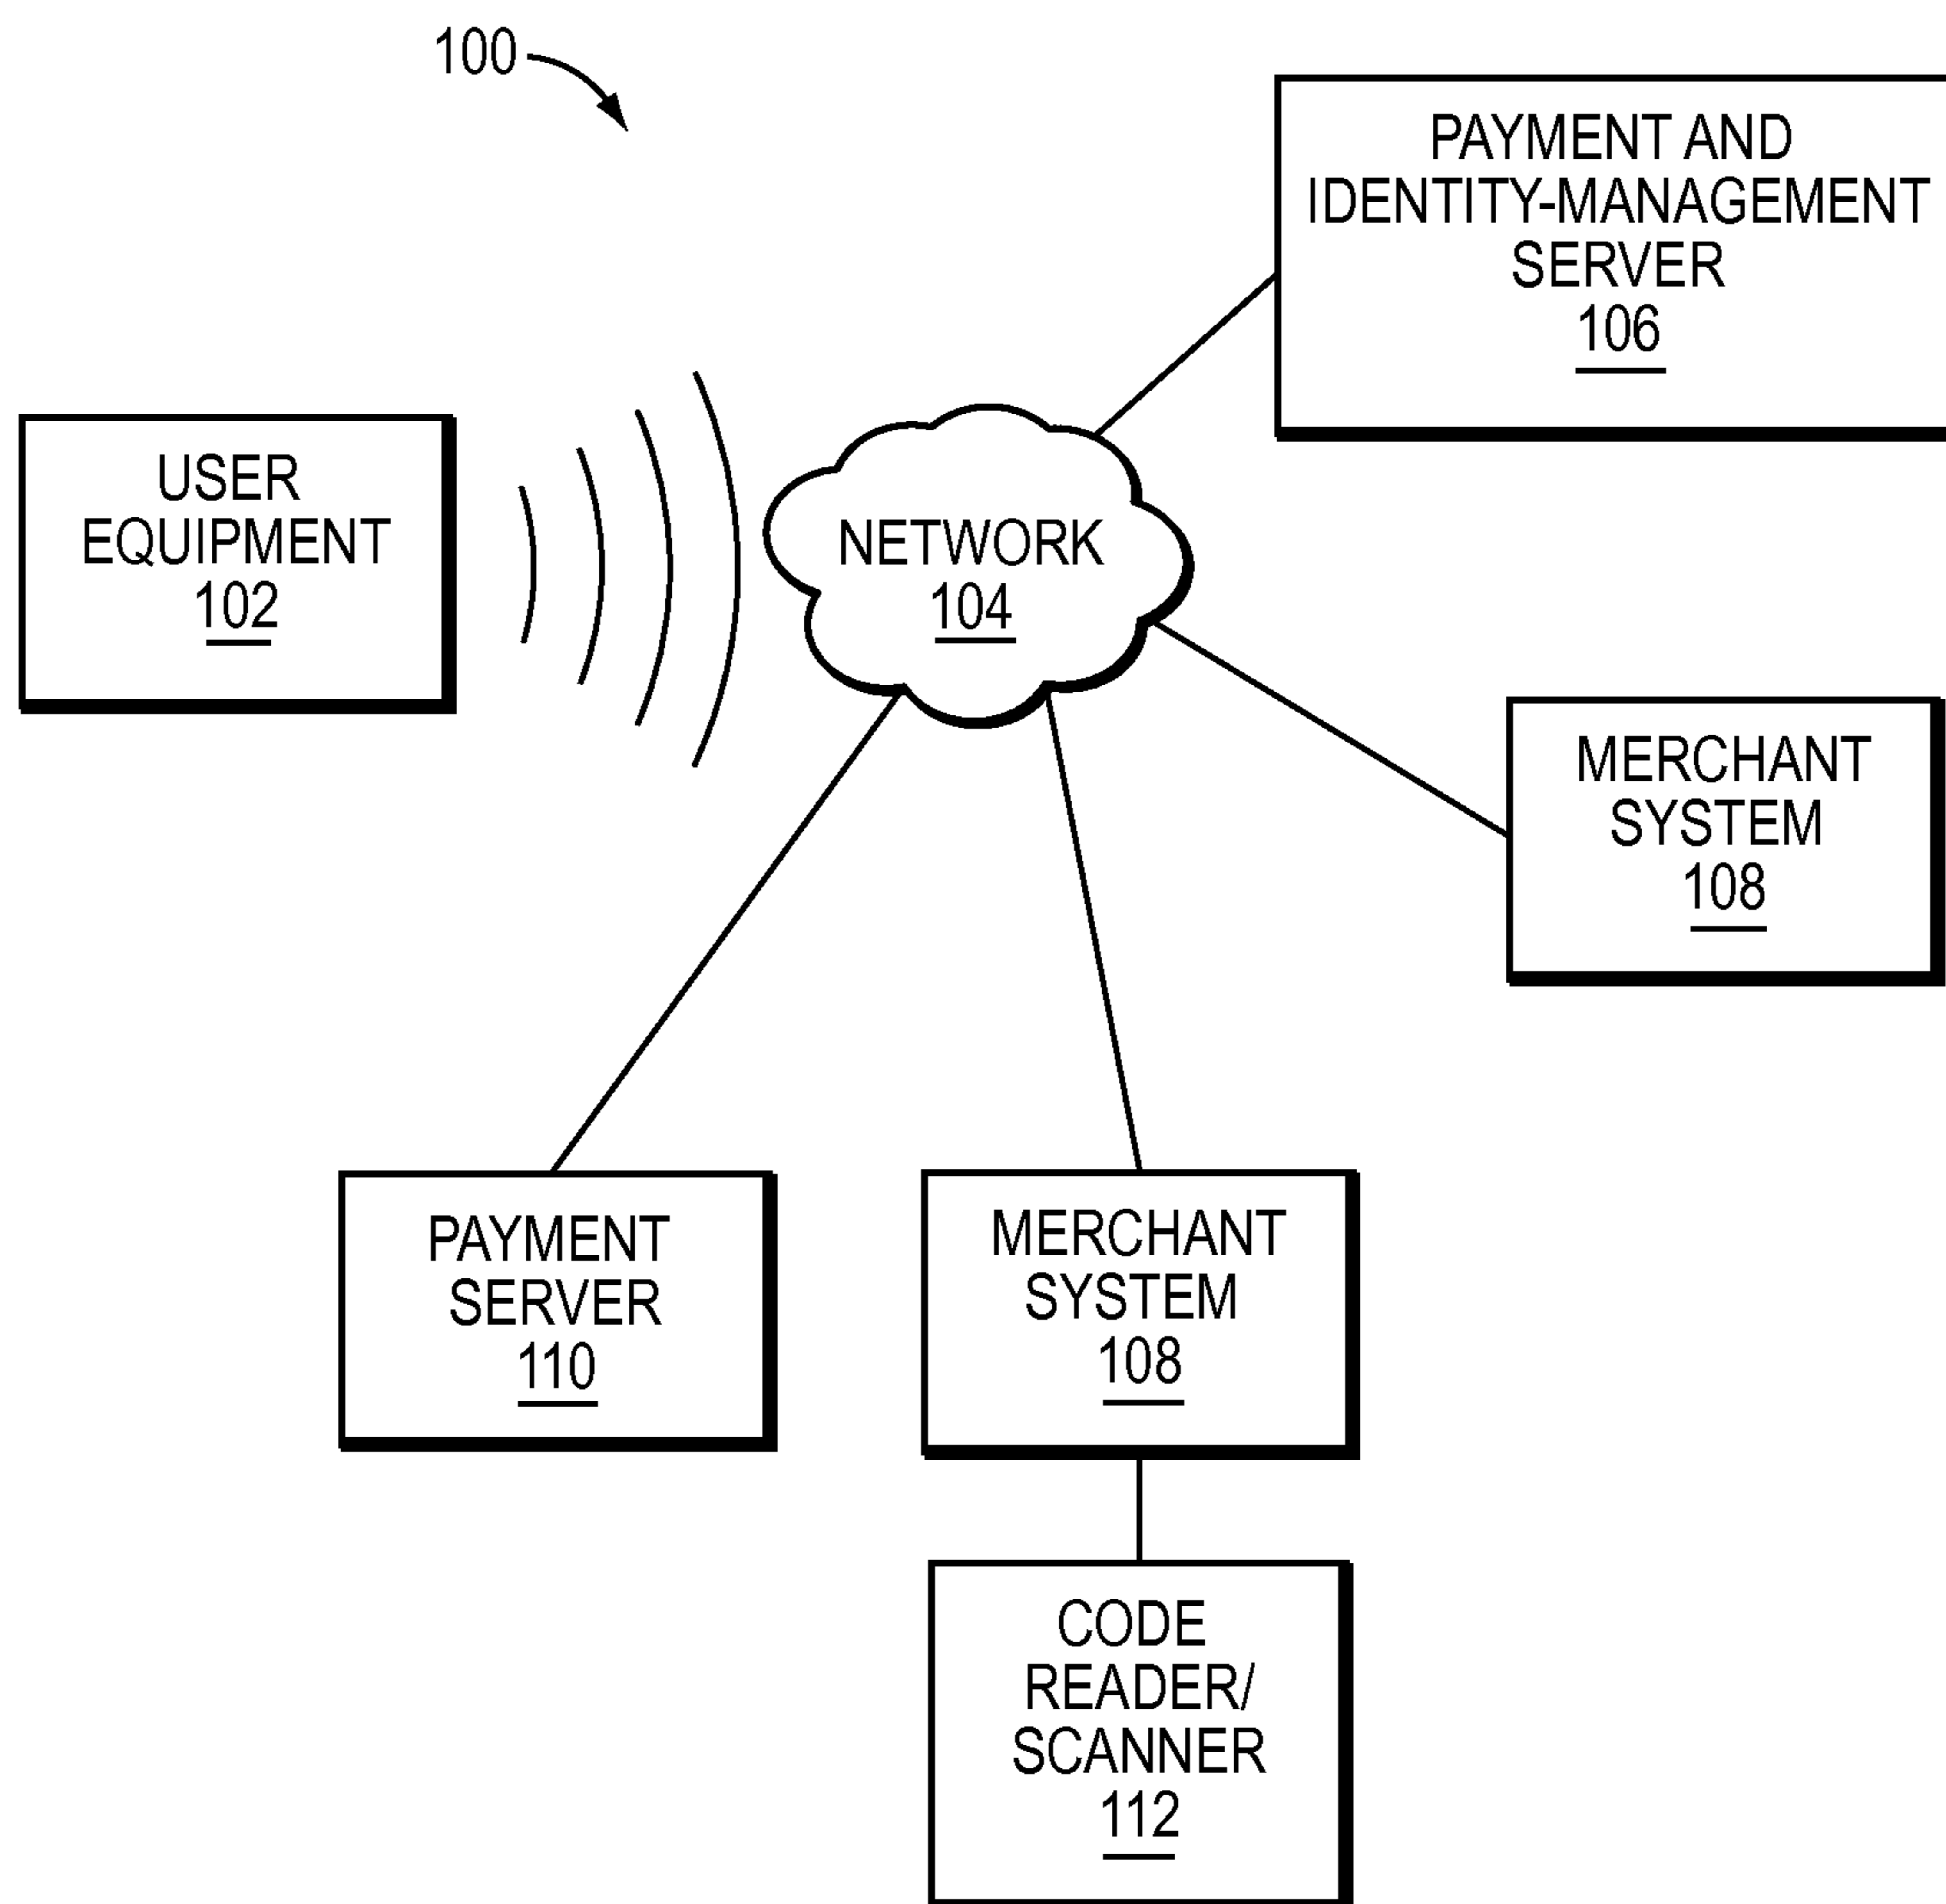 100
PAYMENT AND
IDENTITY-MANAGEMENT
SERVER
106
USER
EQUIPMENT
102
NETWORK
104
MERCHANT
SYSTEM
108
PAYMENT
SERVER
110
MERCHANT
SYSTEM
108
CODE
READER/
SCANNER
112